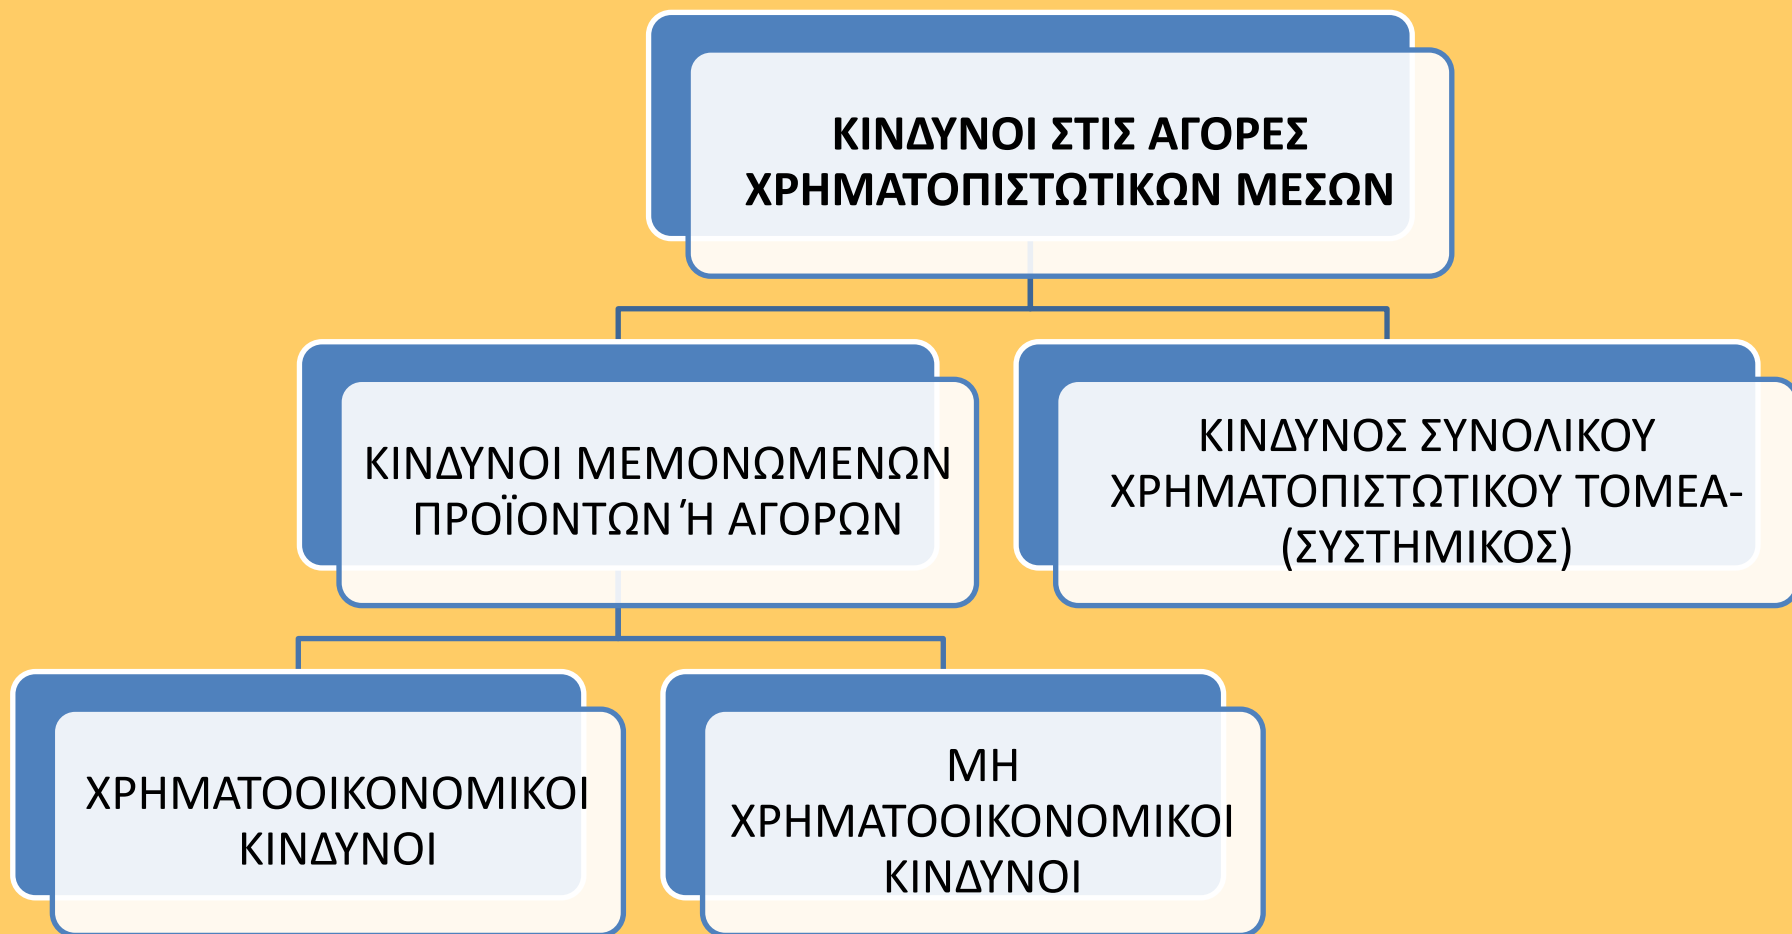 ΚΙΝΔΥΝΟΙ ΣΤΙΣ ΑΓΟΡΕΣ
ΧΡΗΜΑΤΟΠΙΣΤΩΤΙΚΩΝ ΜΕΣΩΝ
ΚΙΝΔΥΝΟΙ ΜΕΜΟΝΩΜΕΝΩΝ
ΠΡΟΪΟΝΤΩΝ Ή ΑΓΟΡΩΝ
ΚΙΝΔΥΝΟΣ ΣΥΝΟΛΙΚΟΥ
ΧΡΗΜΑΤΟΠΙΣΤΩΤΙΚΟΥ ΤΟΜΕΑ-
(ΣΥΣΤΗΜΙΚΟΣ)
ΧΡΗΜΑΤΟΟΙΚΟΝΟΜΙΚΟΙ
ΚΙΝΔΥΝΟΙ
ΜΗ
ΧΡΗΜΑΤΟΟΙΚΟΝΟΜΙΚΟΙ
ΚΙΝΔΥΝΟΙ